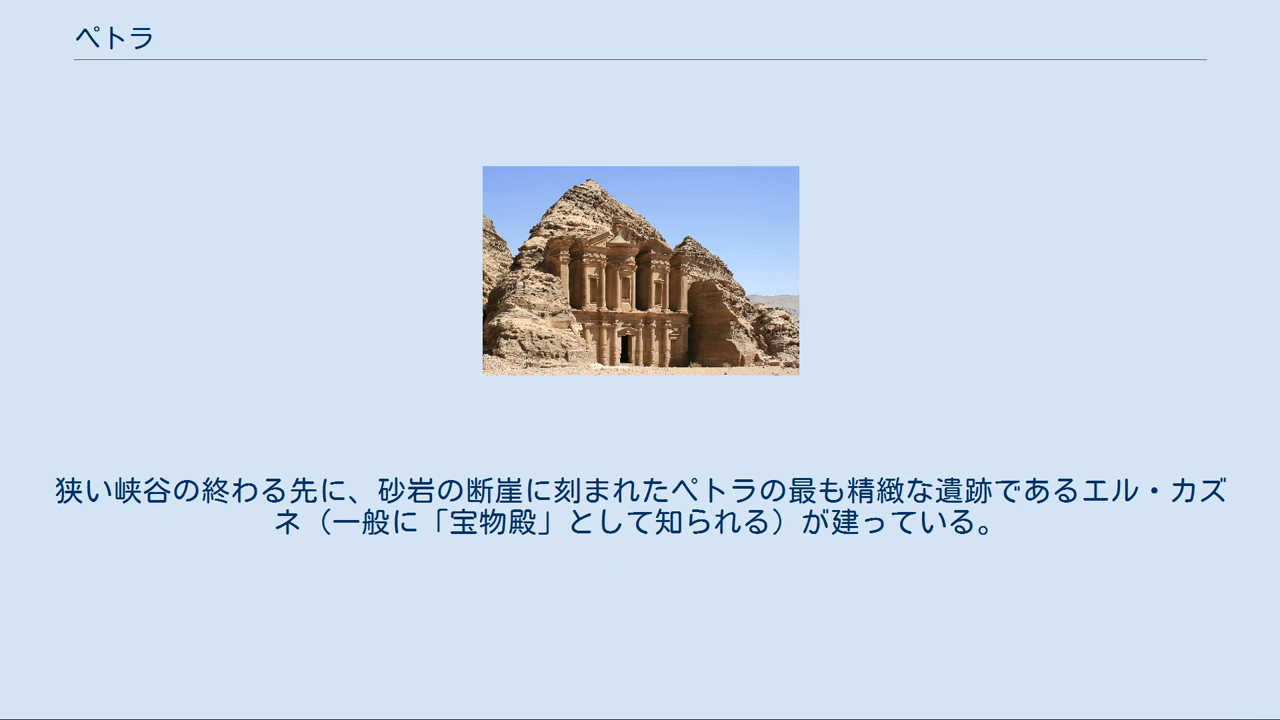 ペトラ
狭い峡谷の終わる先に、砂岩の断崖に刻まれたペトラの最も精緻な遺跡であるエル・カズ
ネ（一般に「宝物殿」として知られる）が建っている。